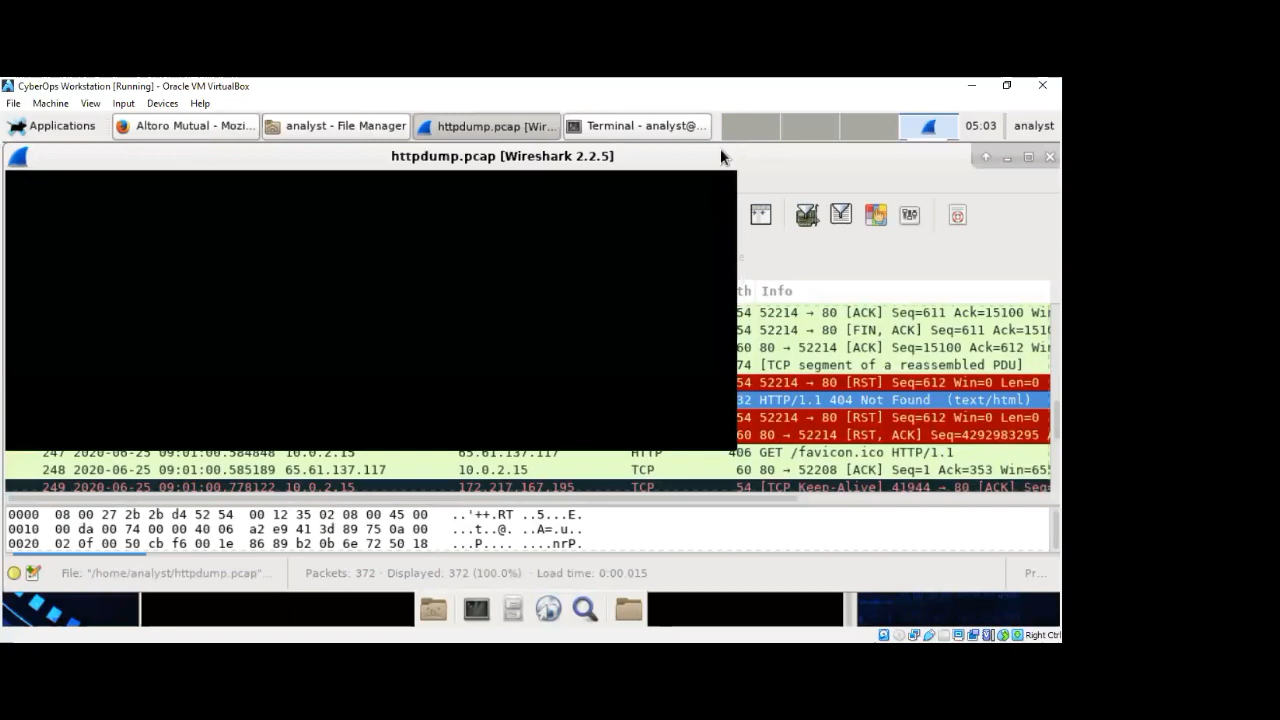 CyberOps Workstation [Running] - Oracle VM VirtualBox
File Machine View Input Devices Help
Applications Altoro Mutual - Mozi... analyst - File Manager httpdump.pcap [Wir... Terminal - analyst@... 05:03 analyst
httpdump.pcap [Wireshark 2.2.5]
Info
54 52214 → 80 [ACK] Seq=611 Ack=15100
54 52214 → 80 [FIN, ACK] Seq=611
60 80 → 52214 [ACK] Seq=15100 Ack=612
74 [TCP segment of a reassembled PDU]
54 52214 → 80 [RST] Seq=612 Win=0 Len=0
32 HTTP/1.1 404 Not Found (text/html)
54 52214 → 80 [RST] Seq=612 Win=0 Len=0
60 80 → 52214 [RST, ACK] Seq=4292983295
247 2020-06-25 09:01:00.584848 10.0.2.15 65.61.137.117 HTTP 406 GET /favicon.ico HTTP/1.1
248 2020-06-25 09:01:00.585189 65.61.137.117 10.0.2.15 TCP 60 80 → 52208 [ACK] Seq=1 Ack=353
249 2020-06-25 09:01:00.778122 10.0.2.15 172.217.167.195 TCP 54 [TCP Keep-Alive] 41944 → 80 [ACK]
0000 08 00 27 2b 2b d4 52 54 00 12 35 02 08 00 45 00 ..'++.RT ..5...E.
0010 00 da 00 74 00 00 40 06 a2 e9 41 3d 89 75 0a 00 ...t..@. ..A=.u..
0020 02 0f 00 50 cb f6 00 1e 86 89 b2 0b 6e 72 50 18 ...P.... ....nrP.
File: "/home/analyst/httpdump.pcap"... Packets: 372 · Displayed: 372 (100.0%) · Load time: 0:00.015 Pr...
Right Ctrl